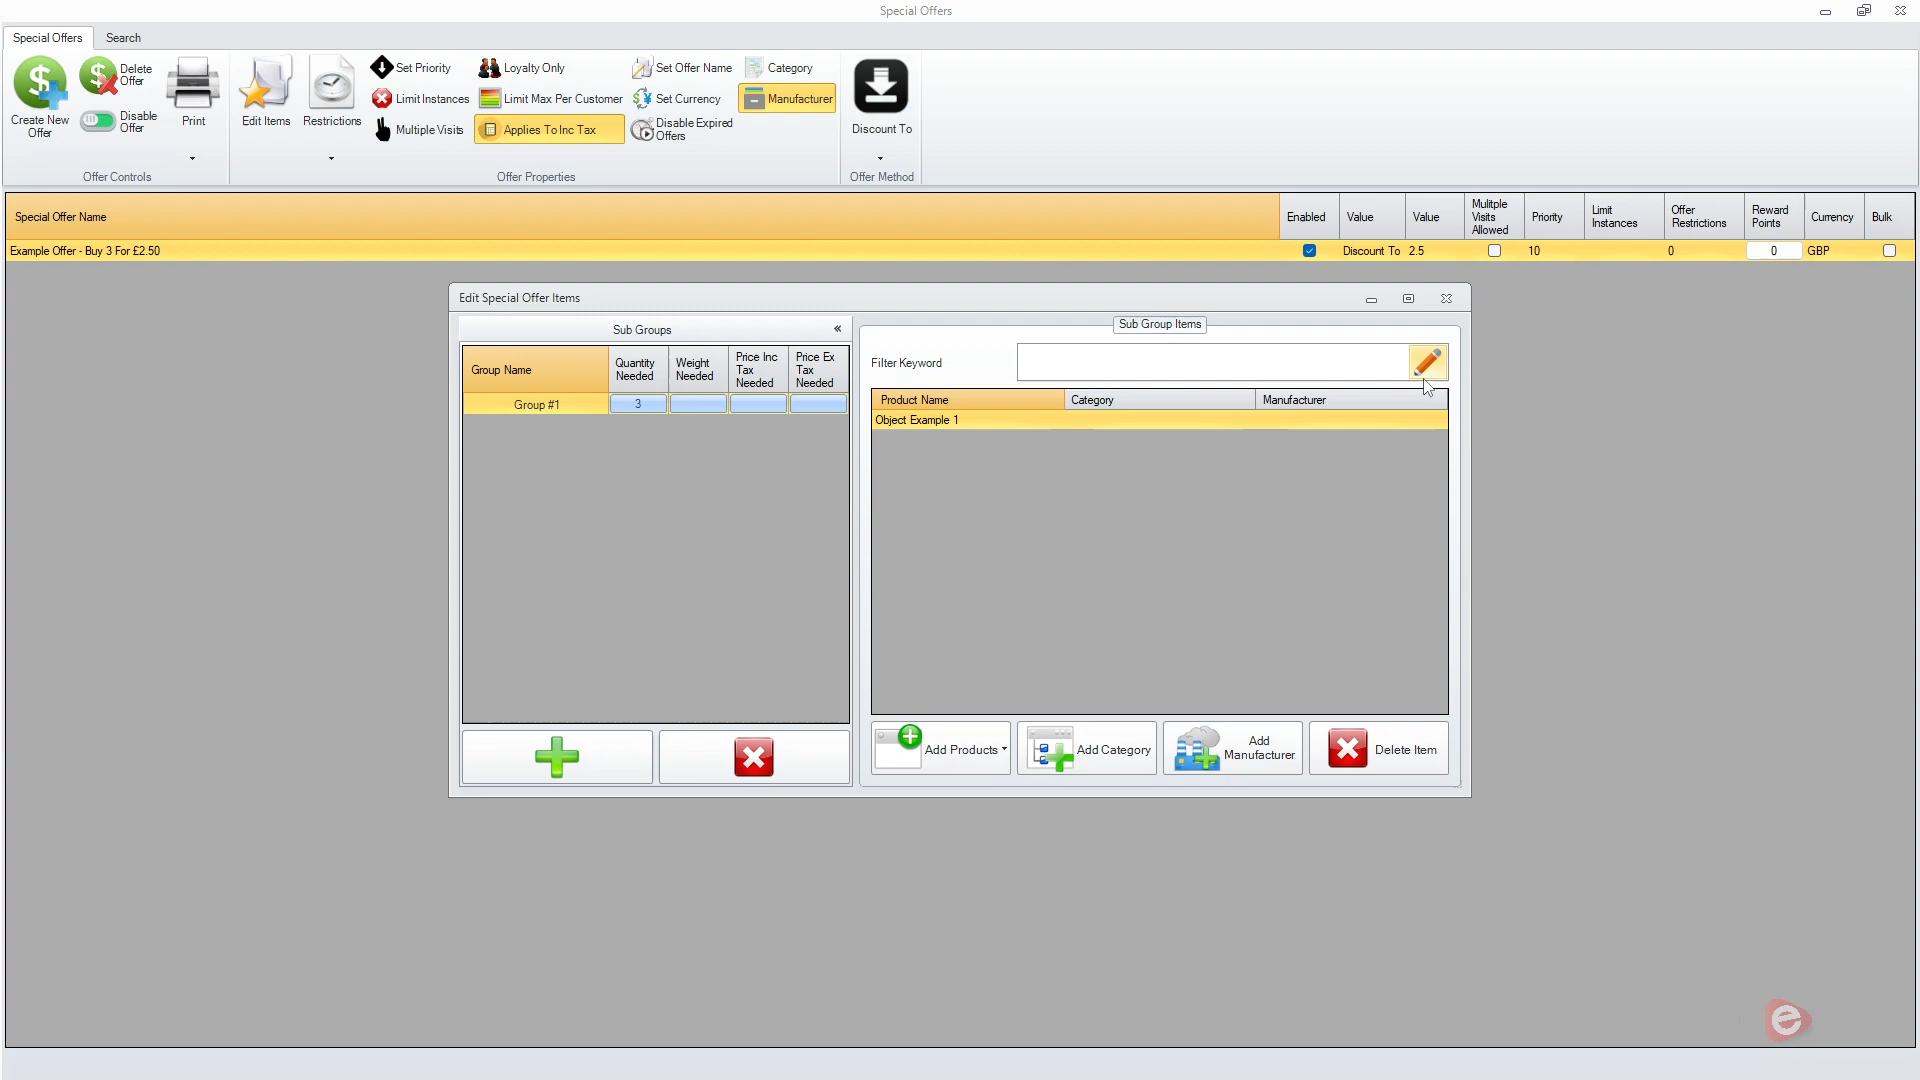 Special Offers
Special Offers Search
Create New
Offer
Delete
Offer
Disable
Offer
Print
Offer Controls
Edit Items
Restrictions
Set Priority
Limit Instances
Multiple Visits
Loyalty Only
Limit Max Per Customer
Applies To Inc Tax
Set Offer Name
Set Currency
Disable Expired
Offers
Category
Manufacturer
Offer Properties
Discount To
Offer Method
Special Offer Name
Enabled
Value
Value
Mulitple
Visits
Allowed
Priority
Limit
Instances
Offer
Restrictions
Reward
Points
Currency
Bulk
Example Offer - Buy 3 For £2.50 Discount To 2.5 10 0 0 GBP
Edit Special Offer Items
Sub Groups «
Group Name
Quantity
Needed
Weight
Needed
Price Inc
Tax
Needed
Price Ex
Tax
Needed
Group #1 3
Sub Group Items
Filter Keyword
Product Name Category Manufacturer
Object Example 1
Add Products
Add Category
Add
Manufacturer
Delete Item
e